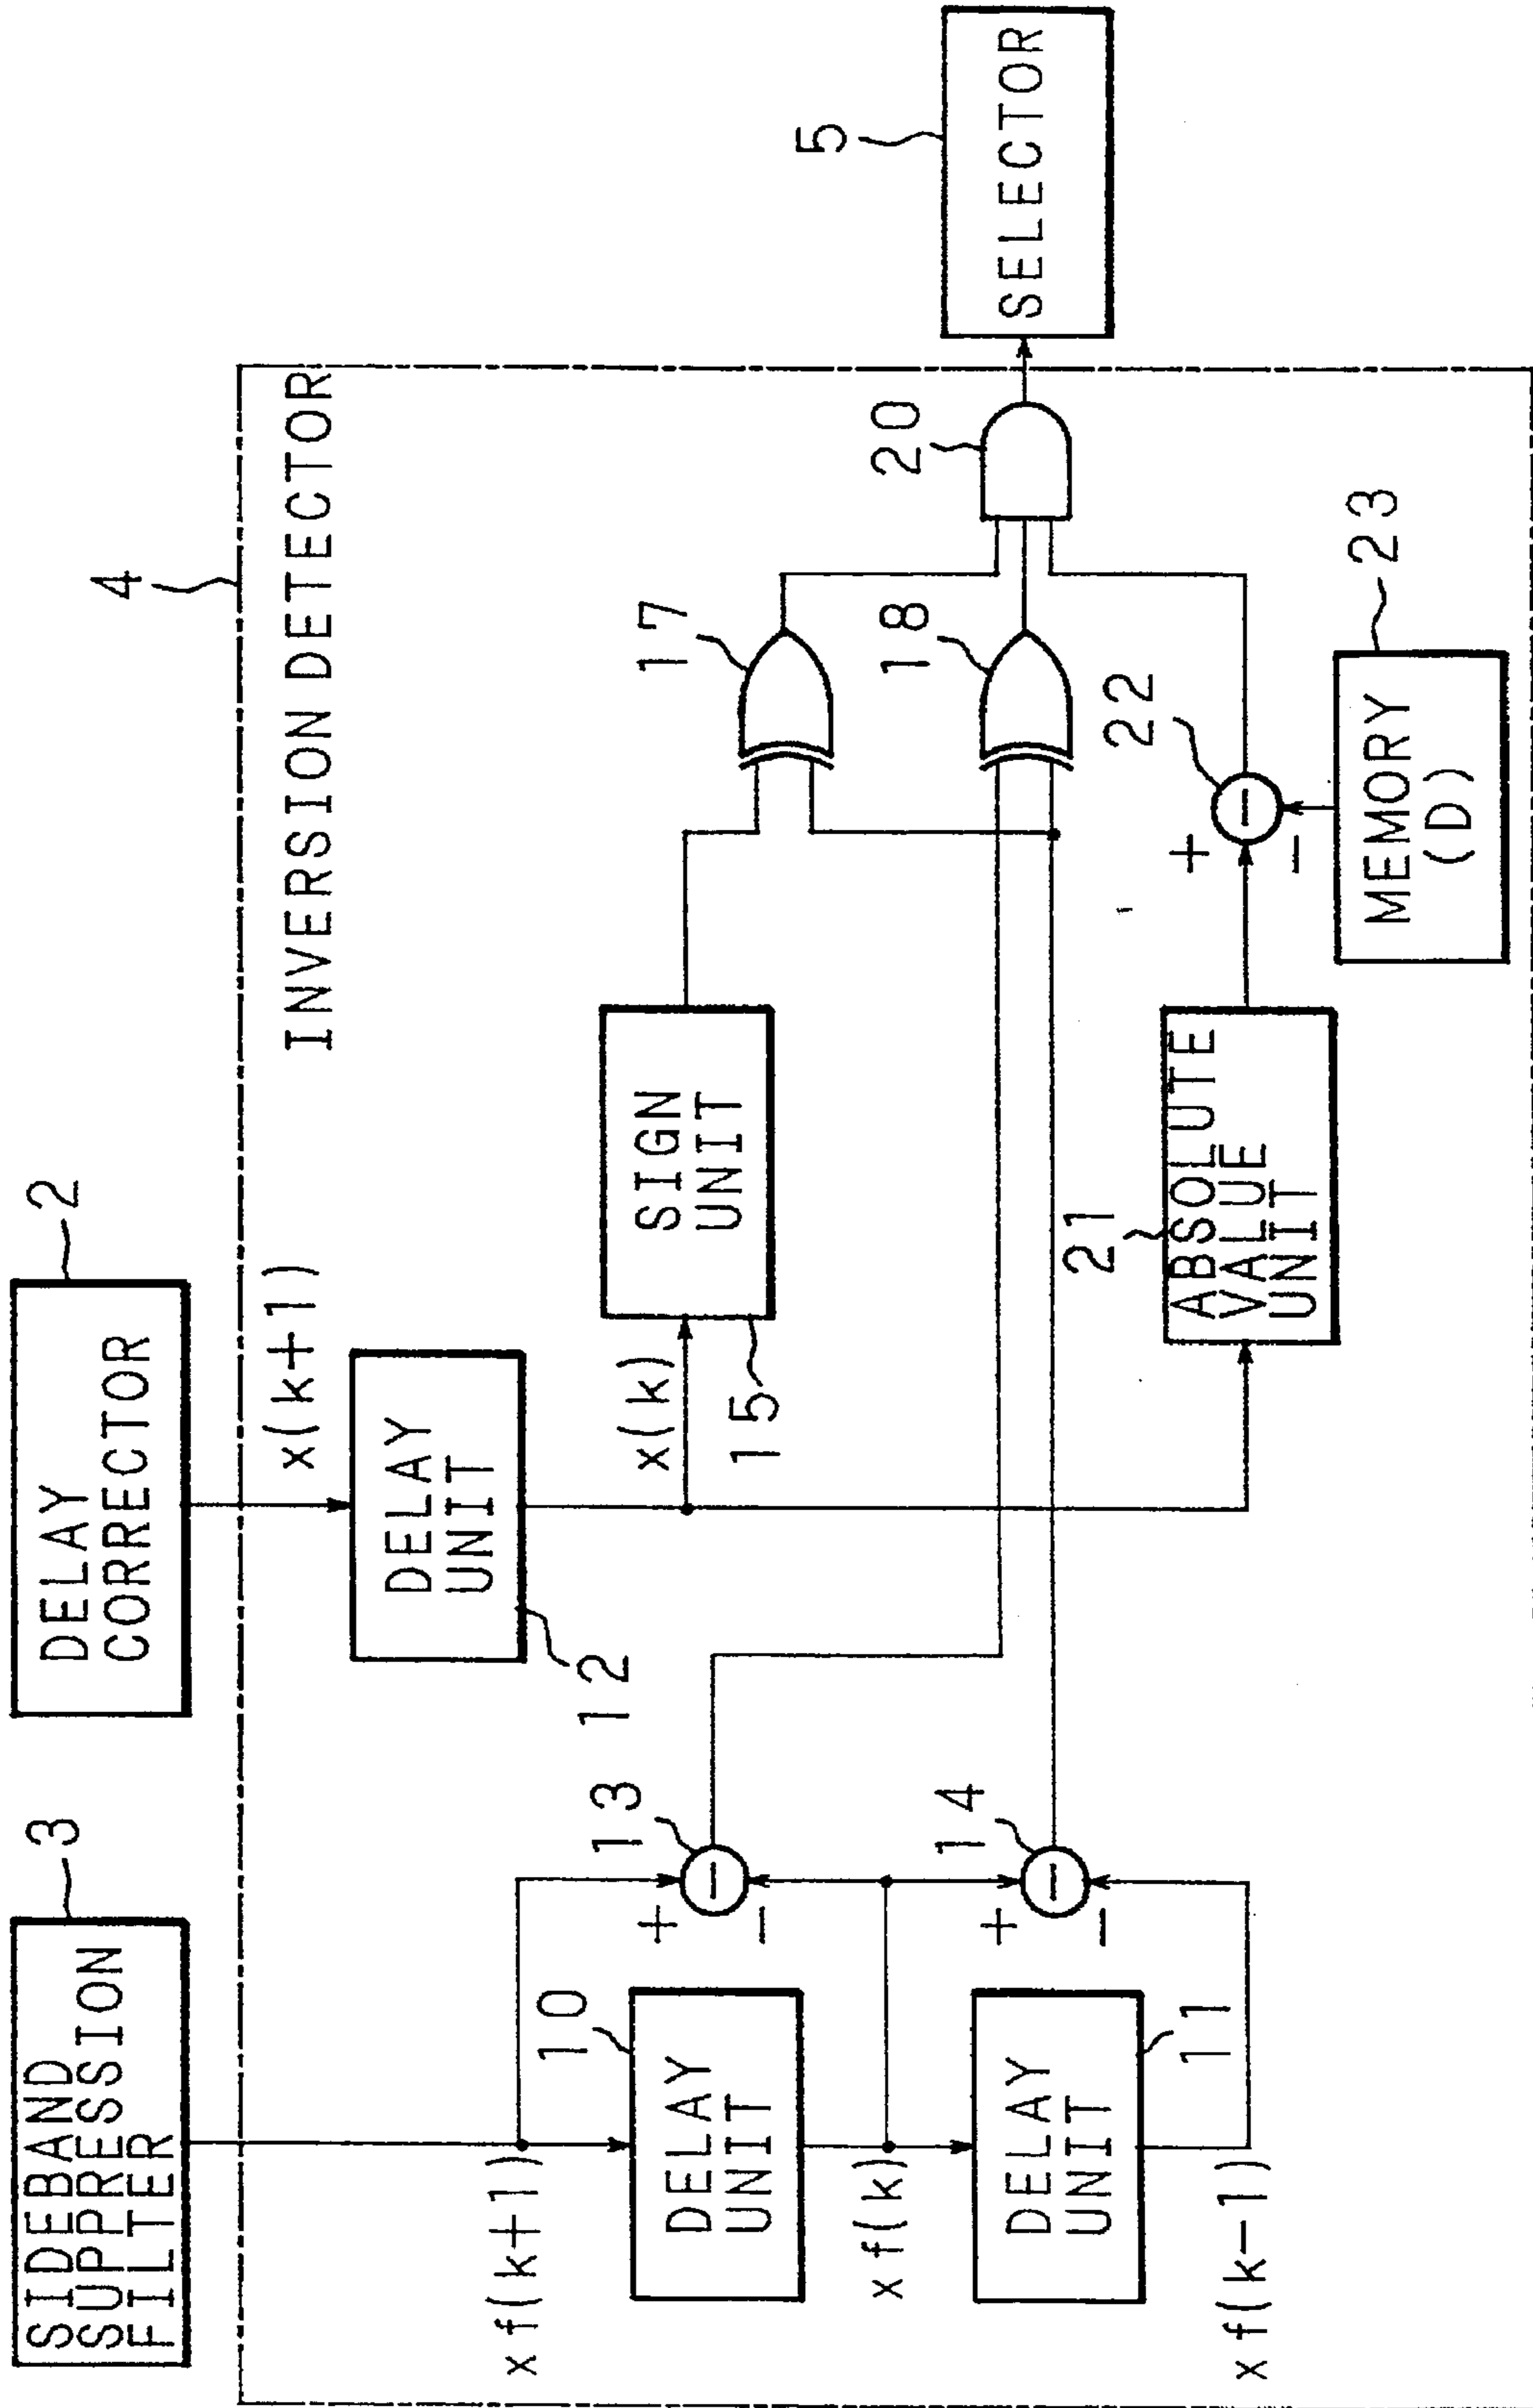 SIDEBAND
SUPPRESSION
FILTER
3
DELAY
CORRECTOR
2
4
INVERSION DETECTOR
xf(k+1)
x(k+1)
10
DELAY
UNIT
+
−
13
−
DELAY
UNIT
12
x(k)
SIGN
UNIT
15
17
xf(k)
DELAY
UNIT
11
+
−
14
−
xf(k−1)
18
20
5
SELECTOR
21
ABSOLUTE
VALUE
UNIT
+
−
22
−
MEMORY
(D)
23